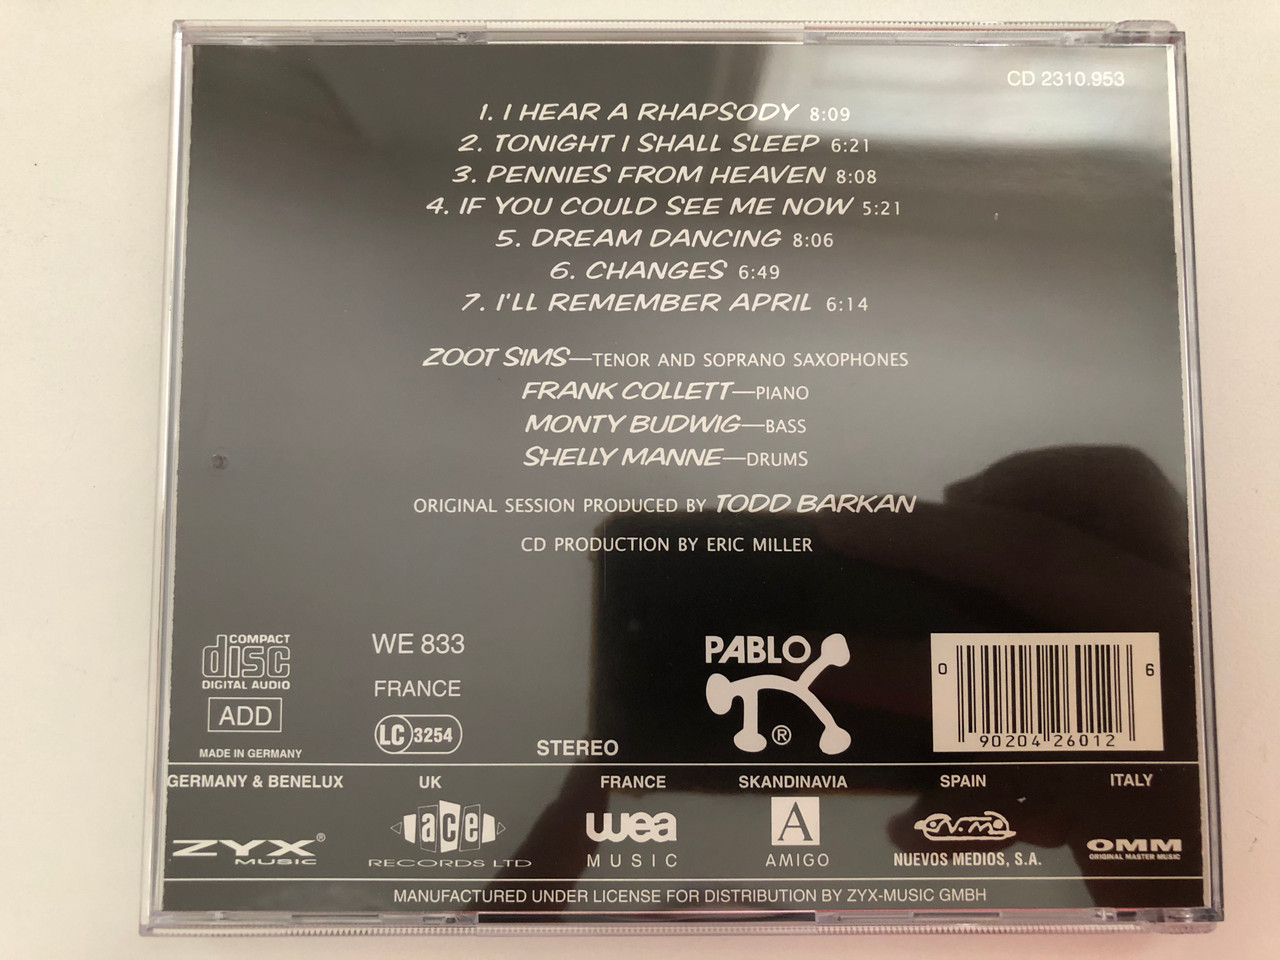 CD 2310.953
1. I HEAR A RHAPSODY 8:09
2. TONIGHT I SHALL SLEEP 6:21
3. PENNIES FROM HEAVEN 8:08
4. IF YOU COULD SEE ME NOW 5:21
5. DREAM DANCING 8:06
6. CHANGES 6:49
7. I'LL REMEMBER APRIL 6:14
ZOOT SIMS—TENOR AND SOPRANO SAXOPHONES
FRANK COLLETT—PIANO
MONTY BUDWIG—BASS
SHELLY MANNE—DRUMS
ORIGINAL SESSION PRODUCED BY TODD BARKAN
CD PRODUCTION BY ERIC MILLER
COMPACT
disc
DIGITAL AUDIO
ADD
MADE IN GERMANY
WE 833
FRANCE
LC 3254
STEREO
PABLO
®
0 90204 26012 6
GERMANY & BENELUX UK FRANCE SKANDINAVIA SPAIN ITALY
ZYX®
MUSIC
ace
RECORDS LTD
wea
MUSIC
A
AMIGO
NUEVOS MEDIOS, S.A.
OMM
ORIGINAL MASTER MUSIC
MANUFACTURED UNDER LICENSE FOR DISTRIBUTION BY ZYX-MUSIC GMBH